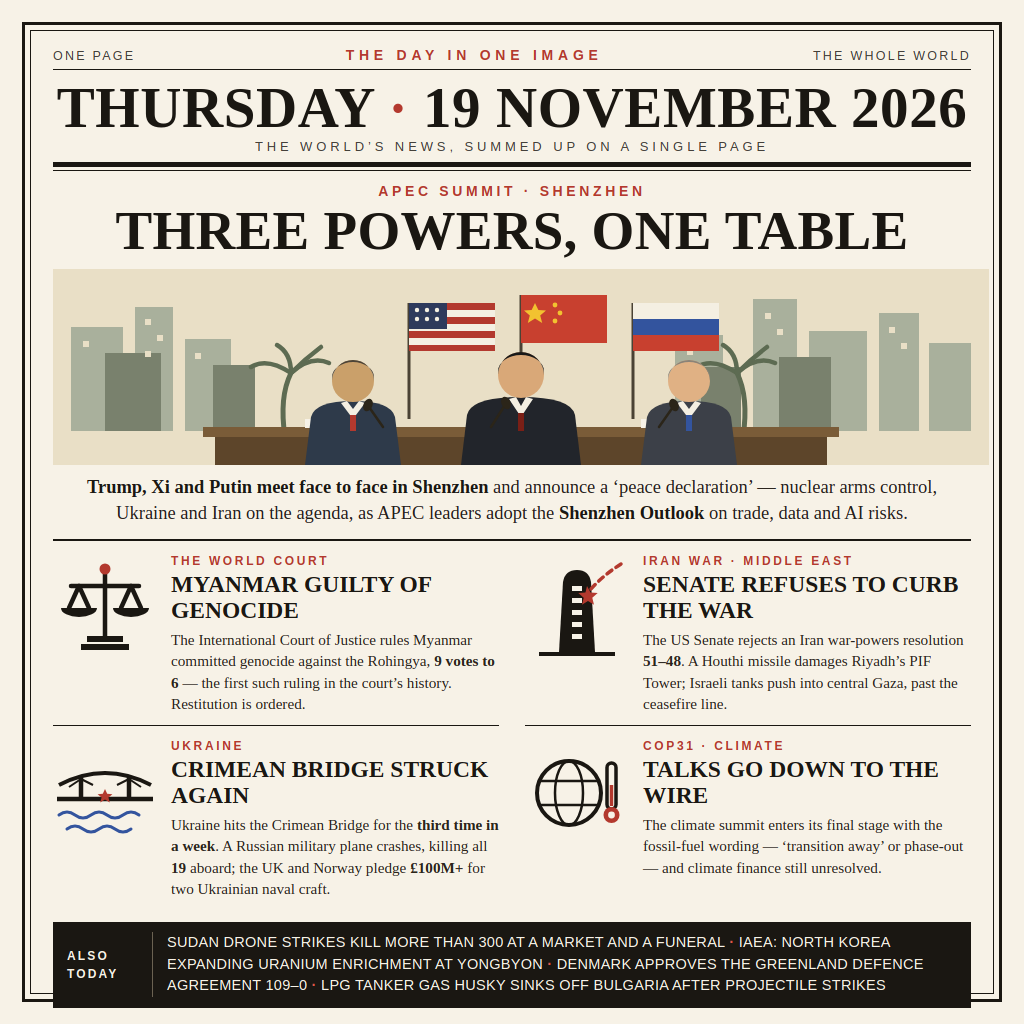 ONE PAGE
THE DAY IN ONE IMAGE
THE WHOLE WORLD
THURSDAY · 19 NOVEMBER 2026
THE WORLD’S NEWS, SUMMED UP ON A SINGLE PAGE
APEC SUMMIT · SHENZHEN
THREE POWERS, ONE TABLE
Trump, Xi and Putin meet face to face in Shenzhen and announce a ‘peace declaration’ — nuclear arms control,
Ukraine and Iran on the agenda, as APEC leaders adopt the Shenzhen Outlook on trade, data and AI risks.
THE WORLD COURT
MYANMAR GUILTY OF
GENOCIDE
The International Court of Justice rules Myanmar
committed genocide against the Rohingya, 9 votes to
6 — the first such ruling in the court’s history.
Restitution is ordered.
IRAN WAR · MIDDLE EAST
SENATE REFUSES TO CURB
THE WAR
The US Senate rejects an Iran war-powers resolution
51–48. A Houthi missile damages Riyadh’s PIF
Tower; Israeli tanks push into central Gaza, past the
ceasefire line.
UKRAINE
CRIMEAN BRIDGE STRUCK
AGAIN
Ukraine hits the Crimean Bridge for the third time in
a week. A Russian military plane crashes, killing all
19 aboard; the UK and Norway pledge £100M+ for
two Ukrainian naval craft.
COP31 · CLIMATE
TALKS GO DOWN TO THE
WIRE
The climate summit enters its final stage with the
fossil-fuel wording — ‘transition away’ or phase-out
— and climate finance still unresolved.
ALSO
TODAY
SUDAN DRONE STRIKES KILL MORE THAN 300 AT A MARKET AND A FUNERAL · IAEA: NORTH KOREA
EXPANDING URANIUM ENRICHMENT AT YONGBYON · DENMARK APPROVES THE GREENLAND DEFENCE
AGREEMENT 109–0 · LPG TANKER GAS HUSKY SINKS OFF BULGARIA AFTER PROJECTILE STRIKES